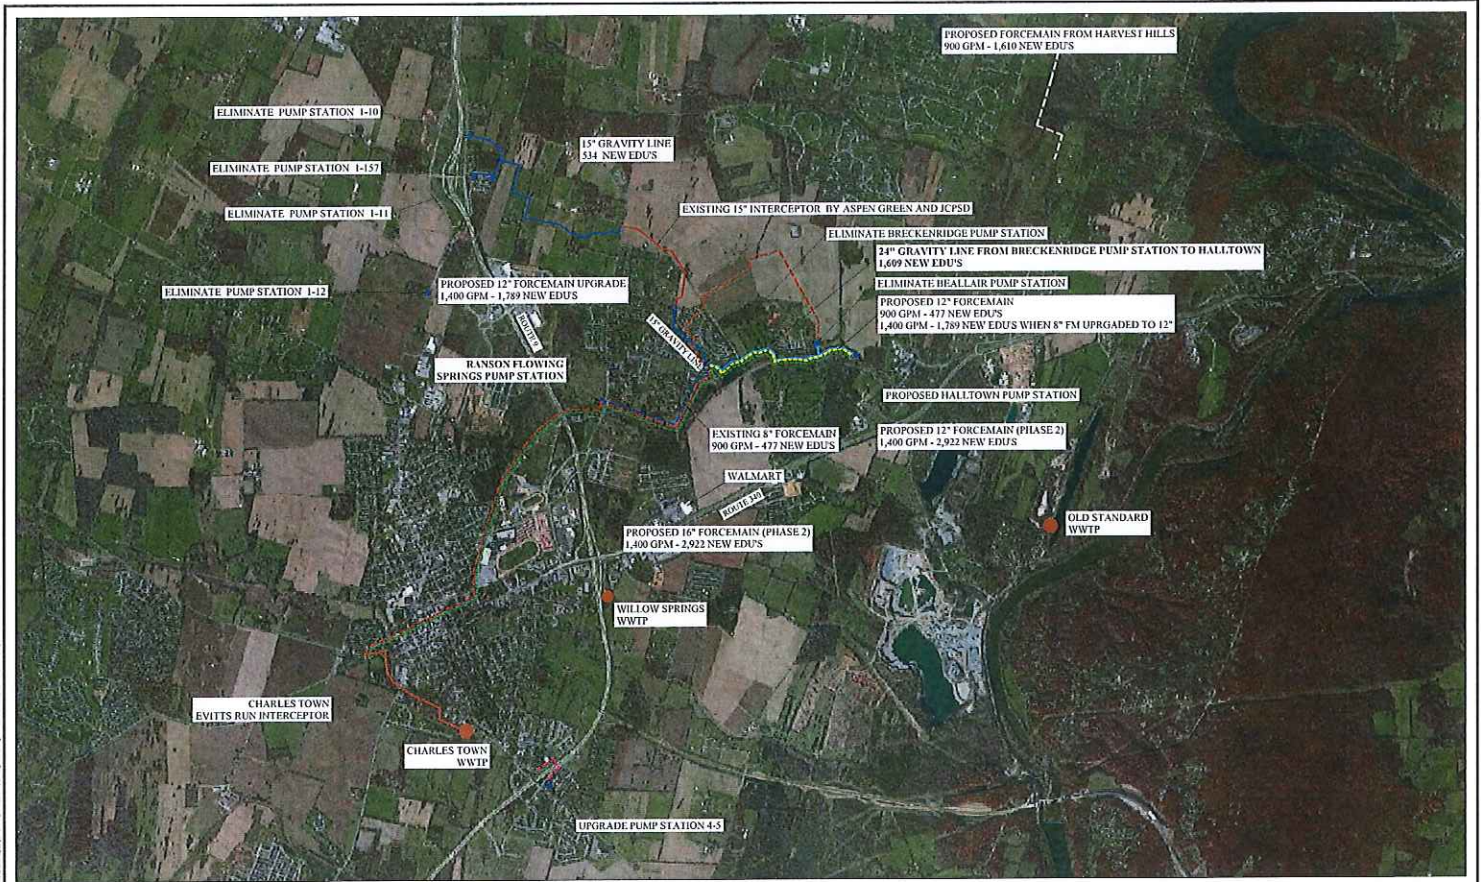 PROPOSED FORCEMAIN FROM HARVEST HILLS
900 GPM - 1,610 NEW EDU'S
ELIMINATE PUMP STATION 1-10
15" GRAVITY LINE
534 NEW EDU'S
ELIMINATE PUMP STATION 1-157
ELIMINATE PUMP STATION 1-11
EXISTING 15" INTERCEPTOR BY ASPEN GREEN AND JCPSD
ELIMINATE BRECKENRIDGE PUMP STATION
24" GRAVITY LINE FROM BRECKENRIDGE PUMP STATION TO HALLTOWN
1,609 NEW EDU'S
ELIMINATE BEALLAIR PUMP STATION
ELIMINATE PUMP STATION 1-12
PROPOSED 12" FORCEMAIN UPGRADE
1,400 GPM - 1,789 NEW EDU'S
PROPOSED 12" FORCEMAIN
900 GPM - 477 NEW EDU'S
1,400 GPM - 1,789 NEW EDU'S WHEN 8" FM UPRGADED TO 12"
ROUTE 9
15" GRAVITY LINE
RANSON FLOWING
SPRINGS PUMP STATION
PROPOSED HALLTOWN PUMP STATION
EXISTING 8" FORCEMAIN
900 GPM - 477 NEW EDU'S
PROPOSED 12" FORCEMAIN (PHASE 2)
1,400 GPM - 2,922 NEW EDU'S
WALMART
ROUTE 340
PROPOSED 16" FORCEMAIN (PHASE 2)
1,400 GPM - 2,922 NEW EDU'S
OLD STANDARD
WWTP
WILLOW SPRINGS
WWTP
CHARLES TOWN
EVITTS RUN INTERCEPTOR
CHARLES TOWN
WWTP
UPGRADE PUMP STATION 4-5